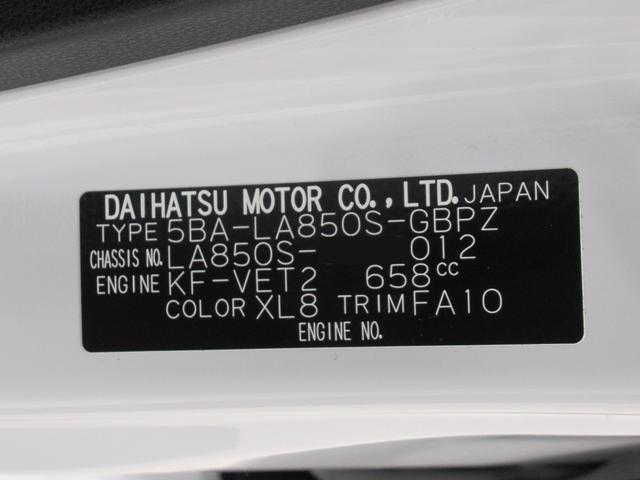 DAIHATSU MOTOR CO., LTD. JAPAN
TYPE 5BA-LA850S-GBPZ
CHASSIS NO. LA850S- 012
ENGINE KF-VET2 658cc
COLOR XL8 TRIM FA10
ENGINE NO.